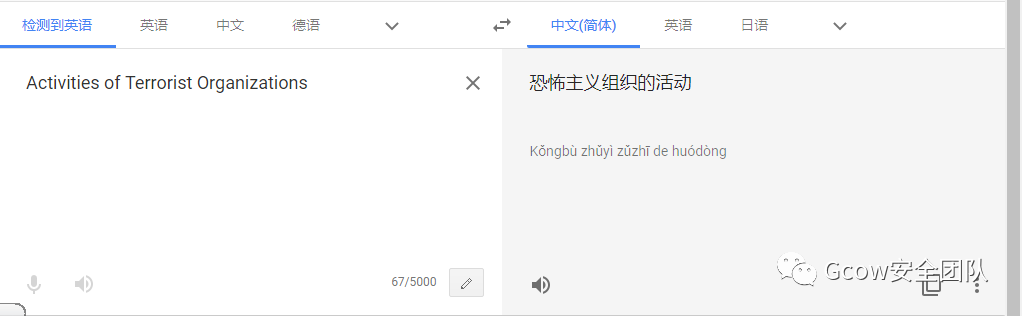 检测到英语 英语 中文 德语 中文(简体) 英语 日语
Activities of Terrorist Organizations
恐怖主义组织的活动
Kǒngbù zhǔyì zǔzhī de huódòng
67/5000
Gcow安全团队